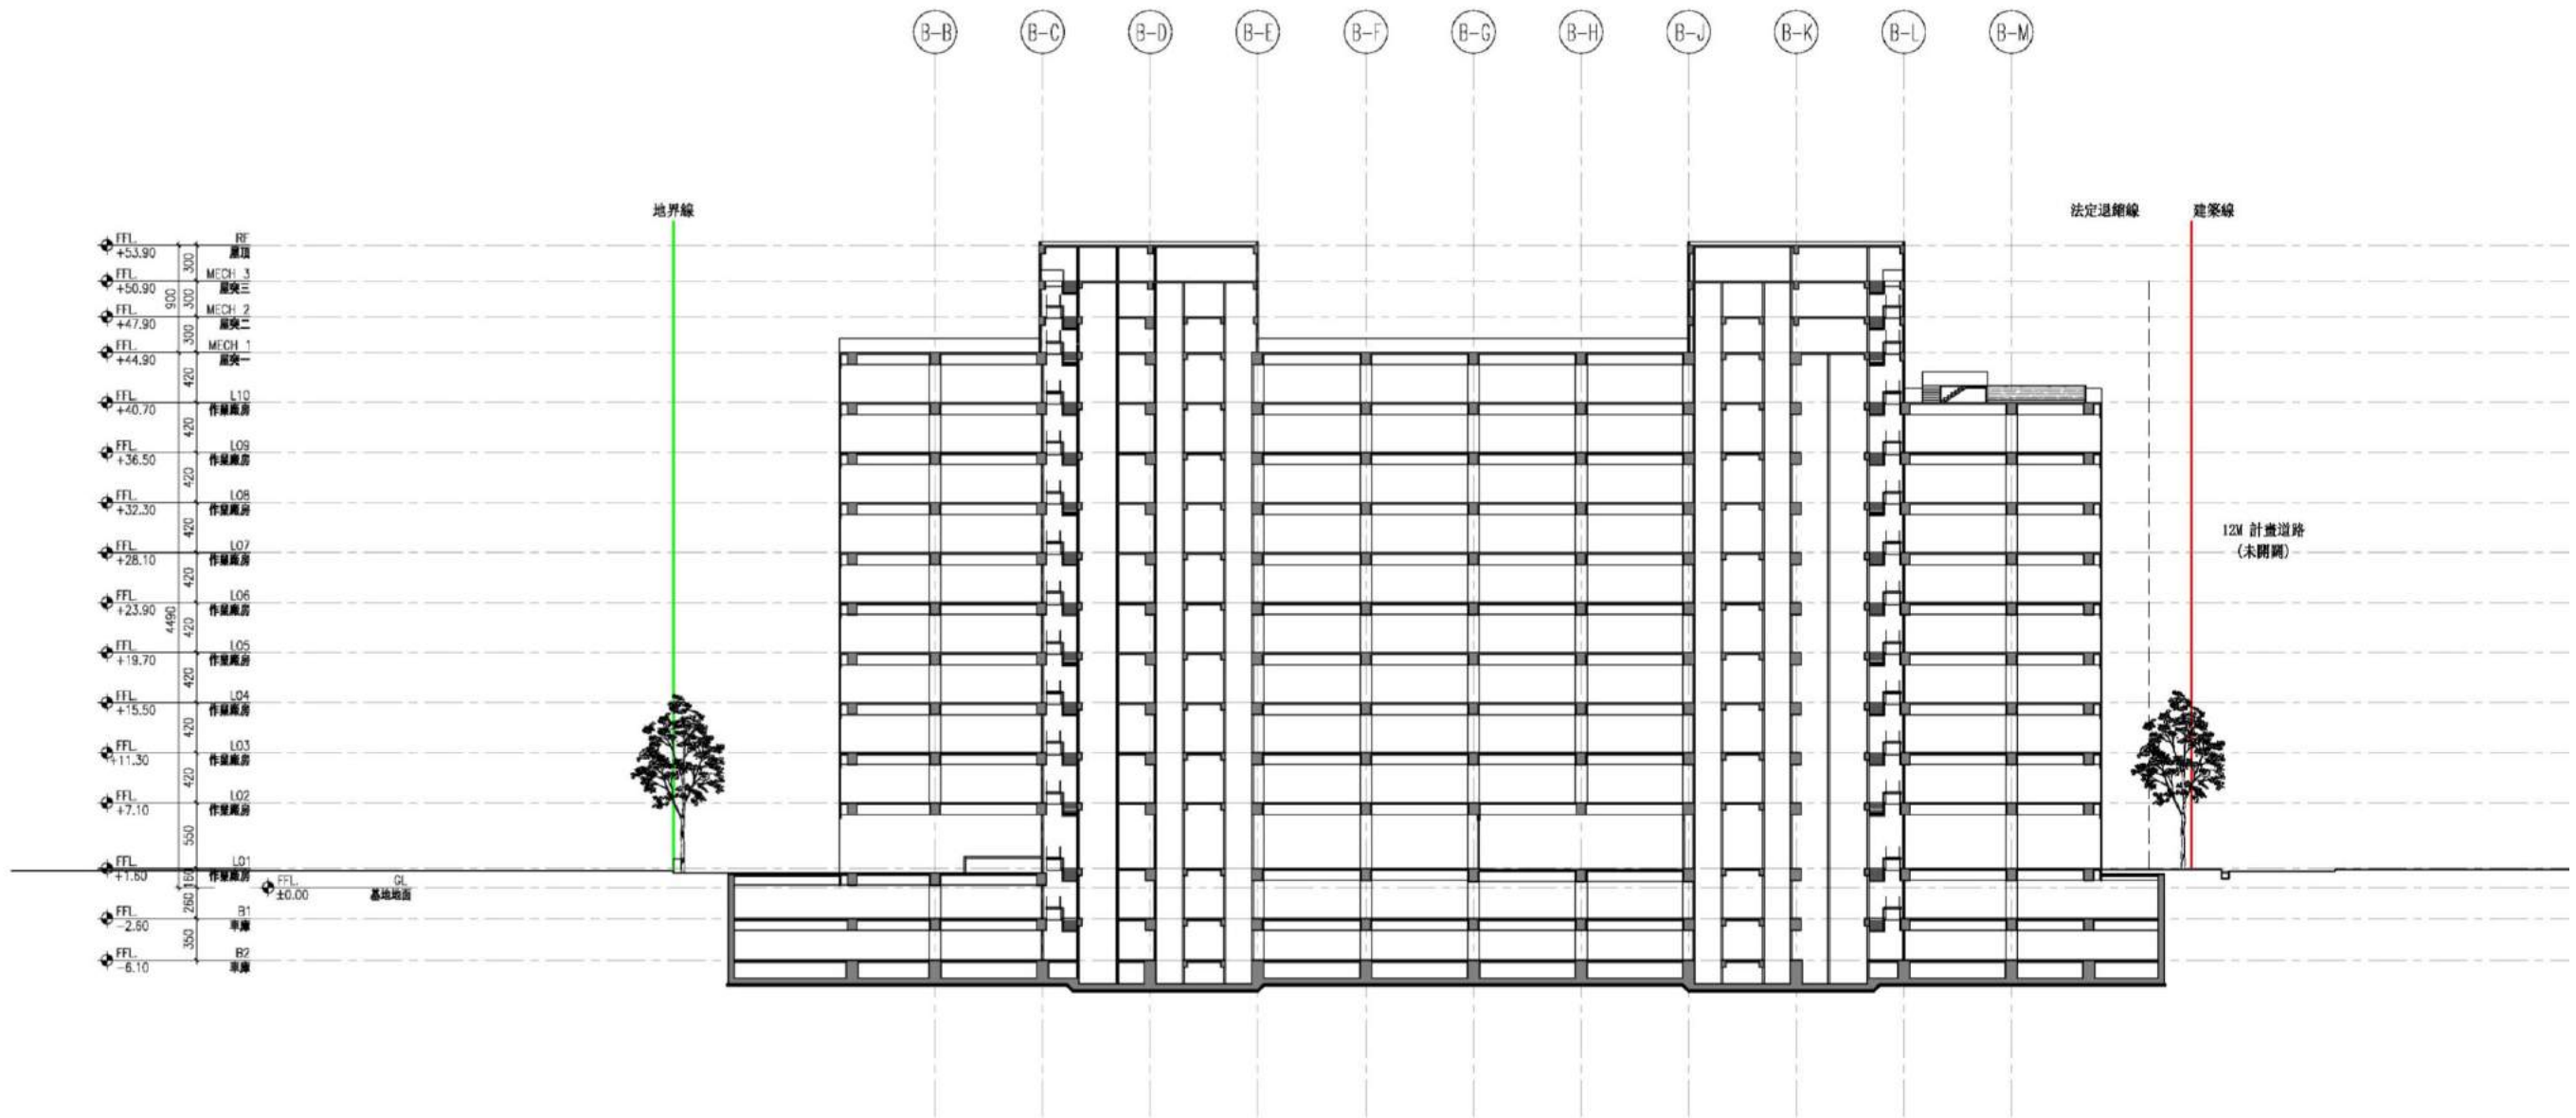 B-B B-C B-D B-E B-F B-G B-H B-J B-K B-L B-M
地界線
法定退縮線 建築線
FFL. RF
+53.90 屋頂
300
FFL. MECH 3
+50.90 屋突三
900 300
FFL. MECH 2
+47.90 屋突二
300
FFL. MECH 1
+44.90 屋突一
420
FFL. L10
+40.70 作業廠房
420
FFL. L09
+36.50 作業廠房
420
FFL. L08
+32.30 作業廠房
420
12M 計畫道路
(未開闢)
FFL. L07
+28.10 作業廠房
420
FFL. L06
+23.90 作業廠房
4490 420
FFL. L05
+19.70 作業廠房
420
FFL. L04
+15.50 作業廠房
420
FFL. L03
+11.30 作業廠房
420
FFL. L02
+7.10 作業廠房
550
FFL. L01
+1.60 作業廠房
160
FFL. GL
±0.00 基地地面
260
FFL. B1
-2.60 車庫
350
FFL. B2
-6.10 車庫